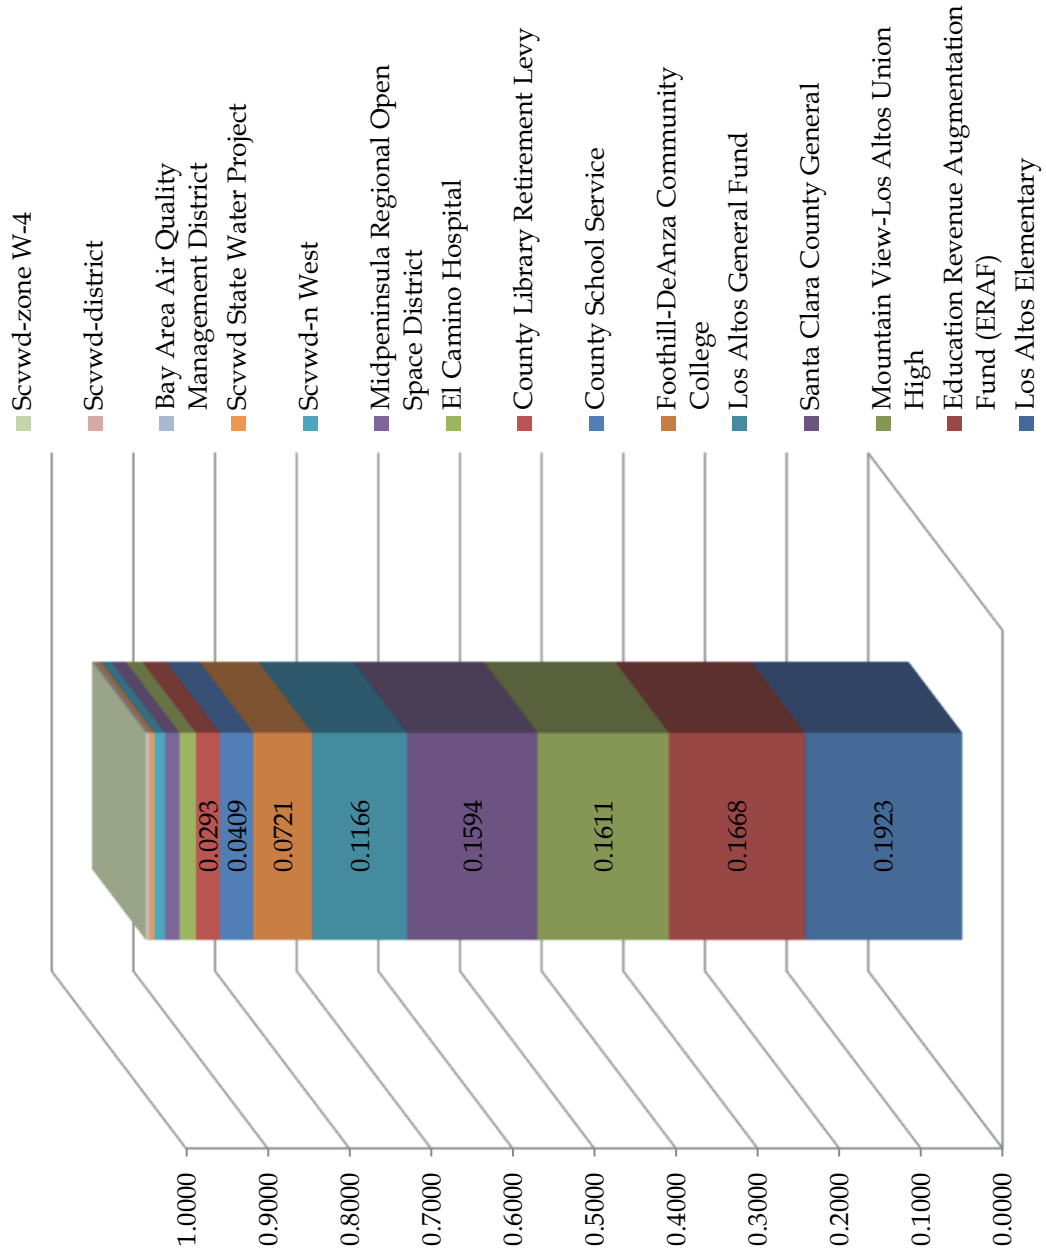 1.0000
0.9000
0.8000
0.7000
0.6000
0.5000
0.4000
0.3000
0.2000
0.1000
0.0000
0.0293
0.0409
0.0721
0.1166
0.1594
0.1611
0.1668
0.1923
Scvwd-zone W-4
Scvwd-district
Bay Area Air Quality
Management District
Scvwd State Water Project
Scvwd-n West
Midpeninsula Regional Open
Space District
El Camino Hospital
County Library Retirement Levy
County School Service
Foothill-DeAnza Community
College
Los Altos General Fund
Santa Clara County General
Mountain View-Los Altos Union
High
Education Revenue Augmentation
Fund (ERAF)
Los Altos Elementary